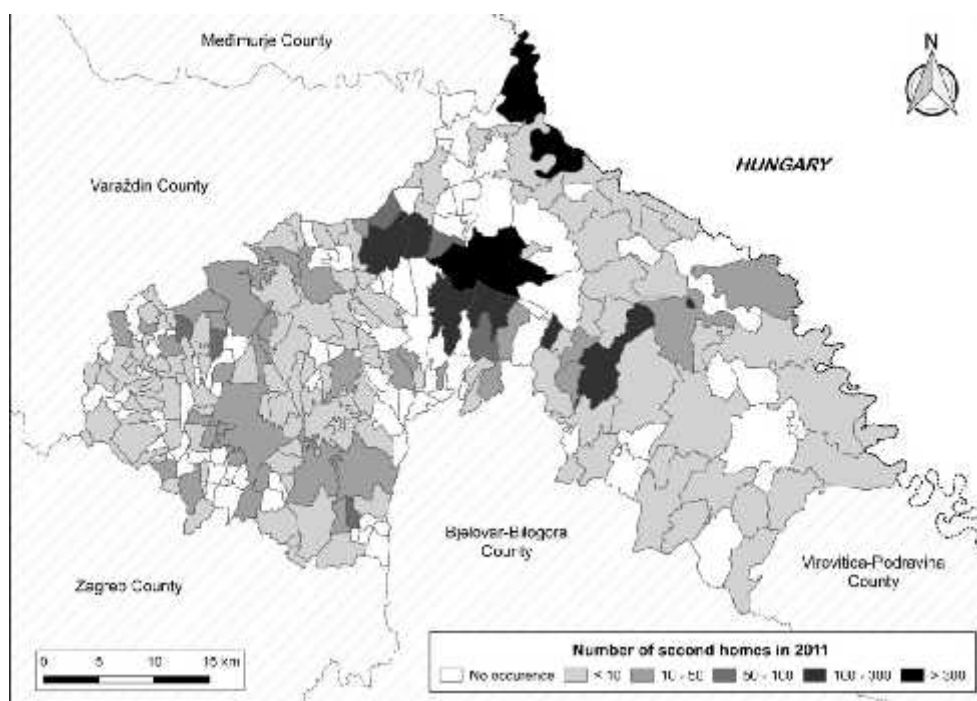 Međimurje County
N
HUNGARY
Varaždin County
Bjelovar-Bilogora
County
Virovitica-Podravina
County
Zagreb County
0 5 10 15 km
Number of second homes in 2011
No occurence < 10 10 - 50 50 - 100 100 - 300 > 300